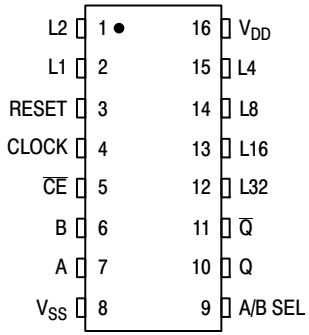 L2 1 16 VDD
L1 2 15 L4
RESET 3 14 L8
CLOCK 4 13 L16
C̅E̅ 5 12 L32
B 6 11 Q̅
A 7 10 Q
VSS 8 9 A/B SEL